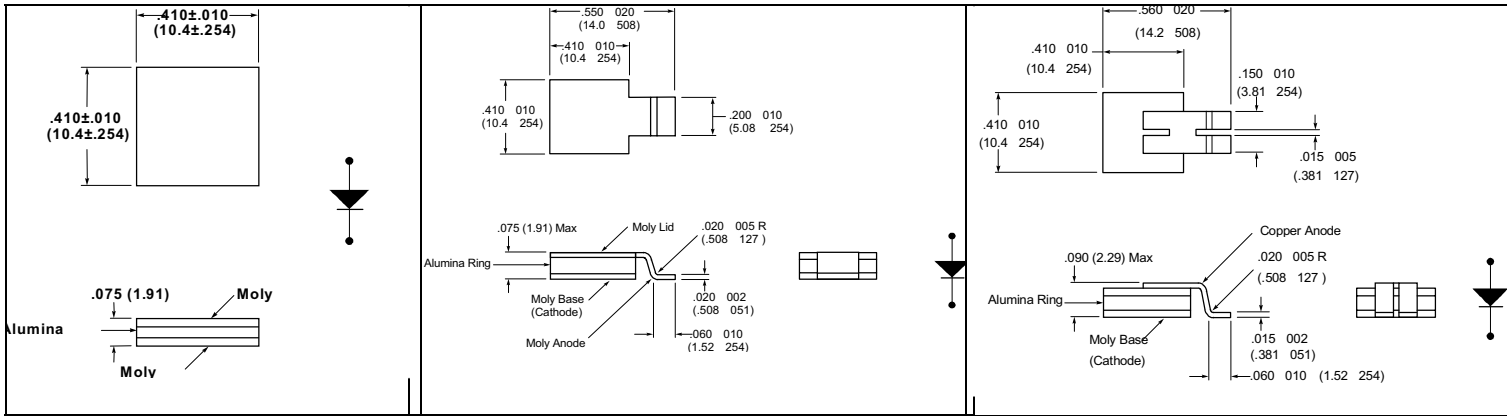 .410±.010
(10.4±.254)
.410±.010
(10.4±.254)
.075 (1.91)
Moly
Alumina
Moly
.550 020
(14.0 508)
.410 010
(10.4 254)
.410 010
(10.4 254)
.200 010
(5.08 254)
.075 (1.91) Max
Moly Lid
.020 005 R
(.508 127 )
Alumina Ring
Moly Base
(Cathode)
.020 002
(.508 051)
Moly Anode
.060 010
(1.52 254)
.560 020
(14.2 508)
.410 010
(10.4 254)
.150 010
(3.81 254)
.410 010
(10.4 254)
.015 005
(.381 127)
Copper Anode
.090 (2.29) Max
.020 005 R
(.508 127 )
Alumina Ring
Moly Base
(Cathode)
.015 002
(.381 051)
.060 010 (1.52 254)